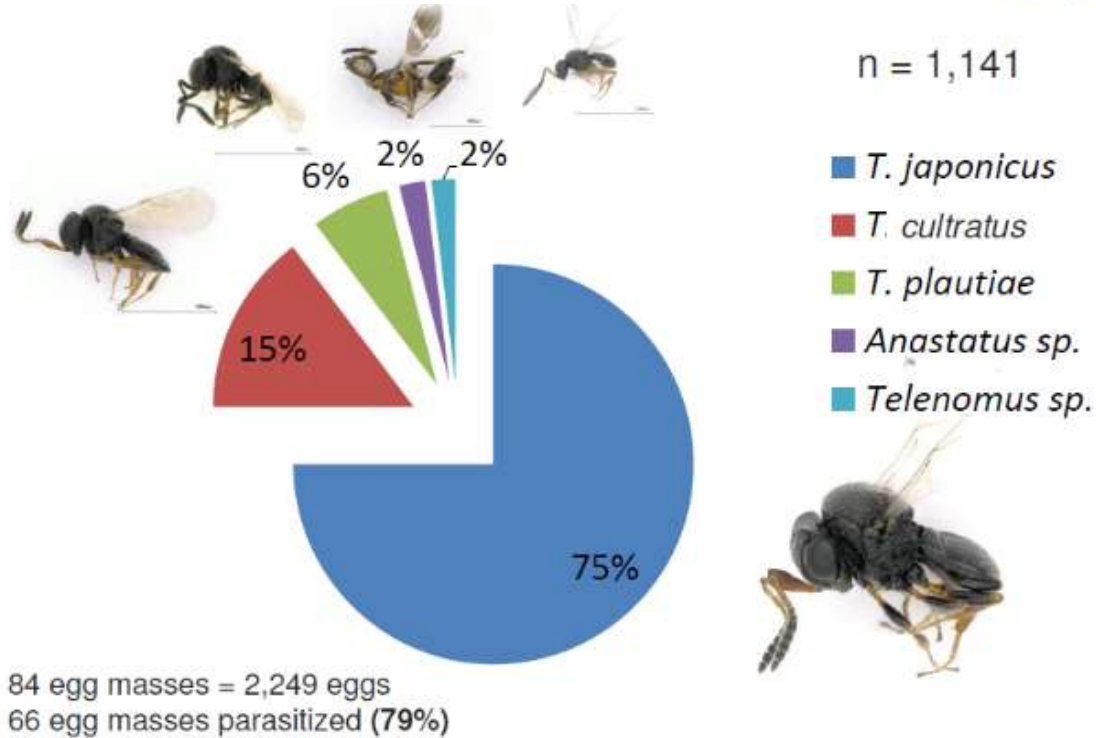 n = 1,141
2%
2%
6%
15%
75%
T. japonicus
T. cultratus
T. plautiae
Anastatus sp.
Telenomus sp.
84 egg masses = 2,249 eggs
66 egg masses parasitized (79%)